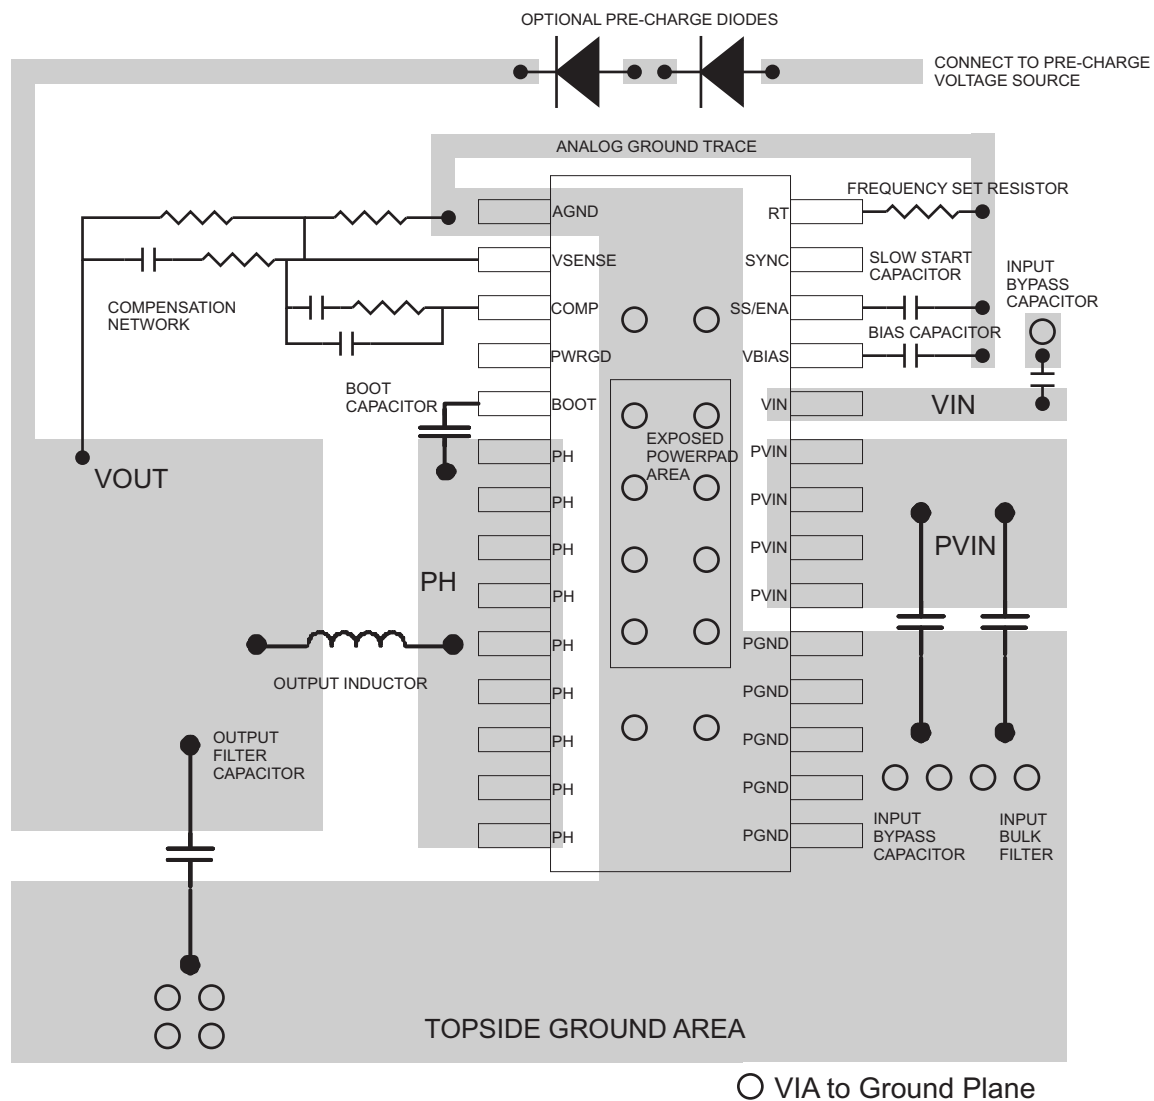 OPTIONAL PRE-CHARGE DIODES
CONNECT TO PRE-CHARGE
VOLTAGE SOURCE
ANALOG GROUND TRACE
FREQUENCY SET RESISTOR
AGND
RT
VSENSE
SYNC
SLOW START
CAPACITOR
INPUT
BYPASS
CAPACITOR
COMPENSATION
NETWORK
COMP
SS/ENA
BIAS CAPACITOR
PWRGD
VBIAS
BOOT
CAPACITOR
BOOT
VIN
VIN
EXPOSED
POWERPAD
AREA
PH
PVIN
VOUT
PH
PVIN
PH
PVIN
PVIN
PH
PH
PVIN
PH
PGND
OUTPUT INDUCTOR
PH
PGND
OUTPUT
FILTER
CAPACITOR
PH
PGND
PH
PGND
PH
PGND
INPUT
BYPASS
CAPACITOR
INPUT
BULK
FILTER
TOPSIDE GROUND AREA
VIA to Ground Plane